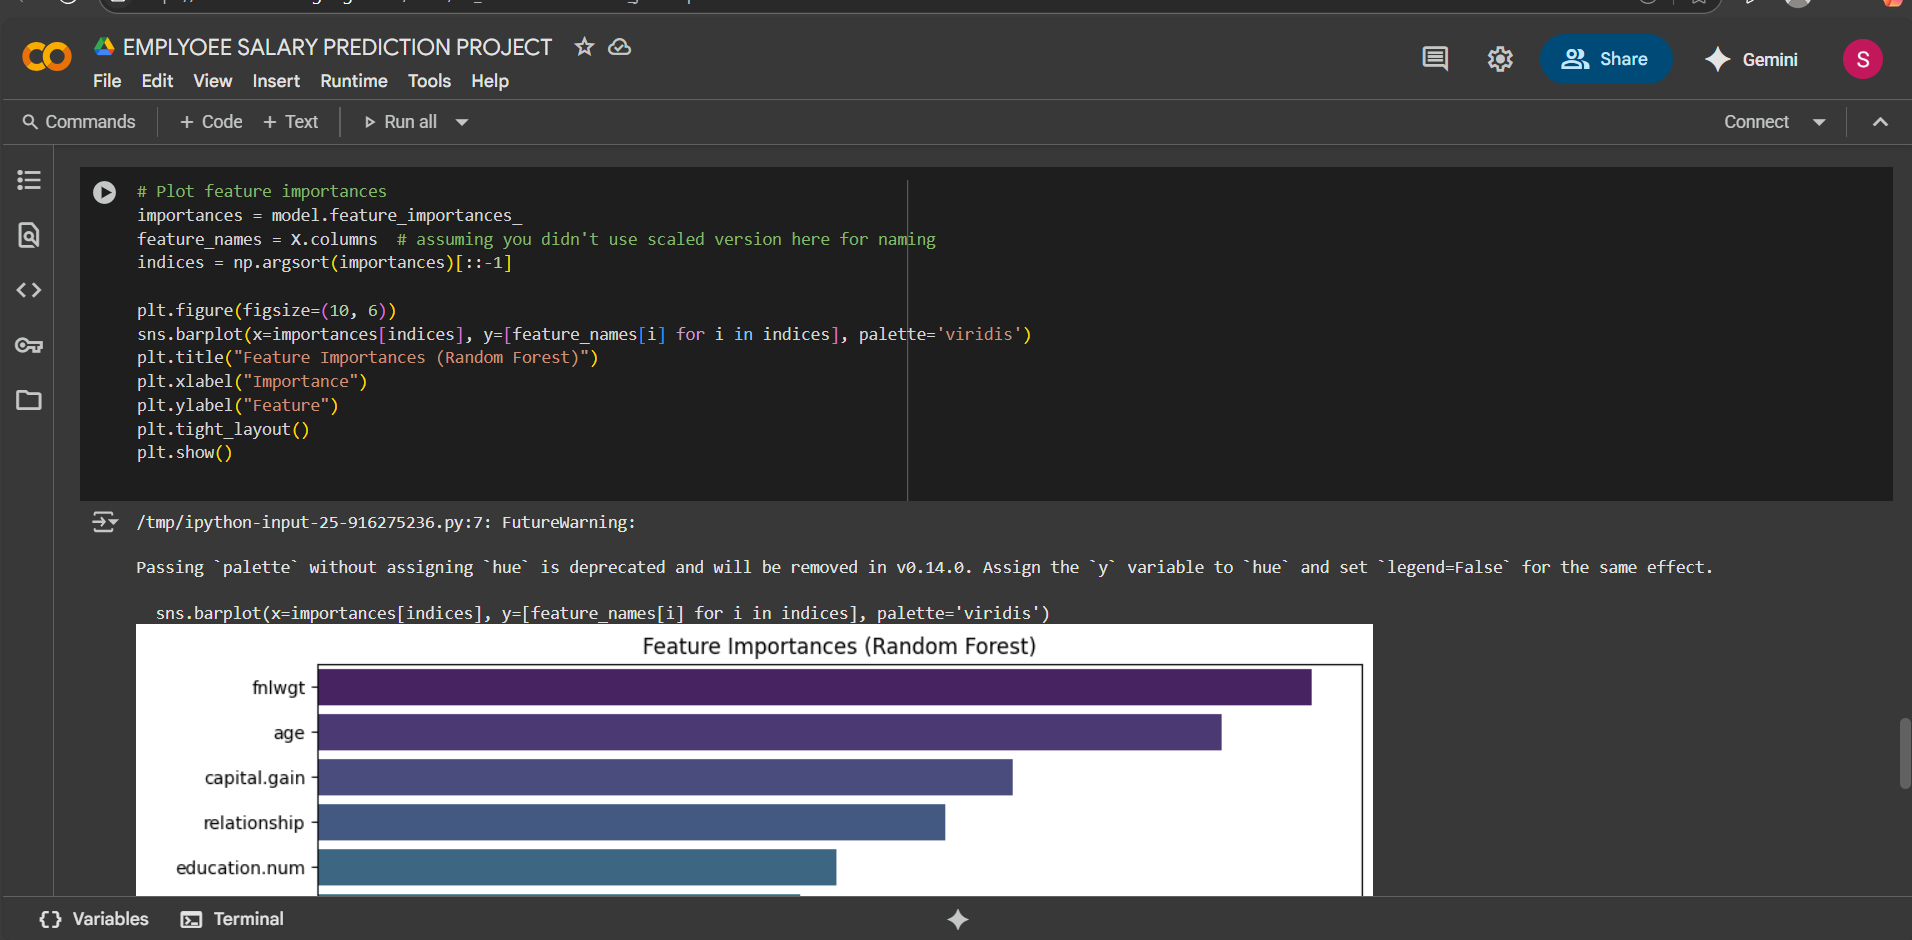 EMPLYOEE SALARY PREDICTION PROJECT
File Edit View Insert Runtime Tools Help
Share
Gemini
S
Commands + Code + Text Run all
Connect
# Plot feature importances
importances = model.feature_importances_
feature_names = X.columns  # assuming you didn't use scaled version here for naming
indices = np.argsort(importances)[::-1]
plt.figure(figsize=(10, 6))
sns.barplot(x=importances[indices], y=[feature_names[i] for i in indices], palette='viridis')
plt.title("Feature Importances (Random Forest)")
plt.xlabel("Importance")
plt.ylabel("Feature")
plt.tight_layout()
plt.show()
/tmp/ipython-input-25-916275236.py:7: FutureWarning:
Passing `palette` without assigning `hue` is deprecated and will be removed in v0.14.0. Assign the `y` variable to `hue` and set `legend=False` for the same effect.
sns.barplot(x=importances[indices], y=[feature_names[i] for i in indices], palette='viridis')
Feature Importances (Random Forest)
fnlwgt
age
capital.gain
relationship
education.num
Variables
Terminal